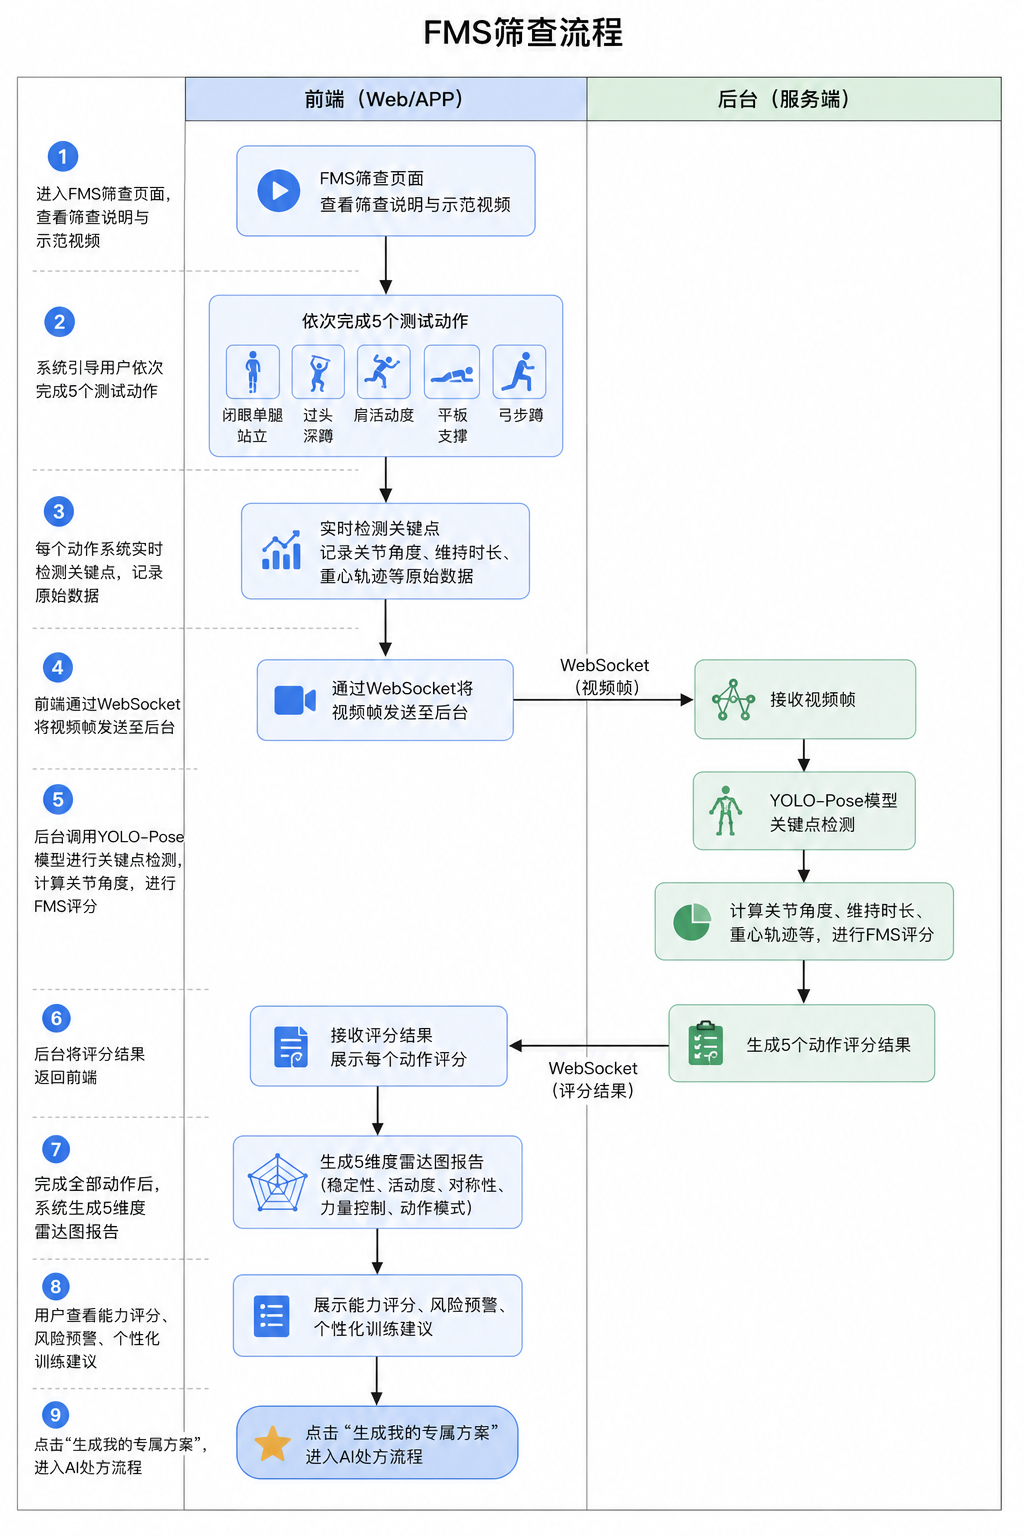 FMS筛查流程
前端（Web/APP）
后台（服务端）
1
进入FMS筛查页面，
查看筛查说明与
示范视频
FMS筛查页面
查看筛查说明与示范视频
2
系统引导用户依次
完成5个测试动作
依次完成5个测试动作
闭眼单腿
站立
过头
深蹲
肩活动度
平板
支撑
弓步蹲
3
每个动作系统实时
检测关键点，记录
原始数据
实时检测关键点
记录关节角度、维持时长、
重心轨迹等原始数据
4
前端通过WebSocket
将视频帧发送至后台
通过WebSocket将
视频帧发送至后台
WebSocket
（视频帧）
接收视频帧
5
后台调用YOLO-Pose
模型进行关键点检测，
计算关节角度，进行
FMS评分
YOLO-Pose模型
关键点检测
计算关节角度、维持时长、
重心轨迹等，进行FMS评分
6
后台将评分结果
返回前端
接收评分结果
展示每个动作评分
WebSocket
（评分结果）
生成5个动作评分结果
7
完成全部动作后，
系统生成5维度
雷达图报告
生成5维度雷达图报告
（稳定性、活动度、对称性、
力量控制、动作模式）
8
用户查看能力评分、
风险预警、个性化
训练建议
展示能力评分、风险预警、
个性化训练建议
9
点击“生成我的专属方案”，
进入AI处方流程
点击“生成我的专属方案”
进入AI处方流程